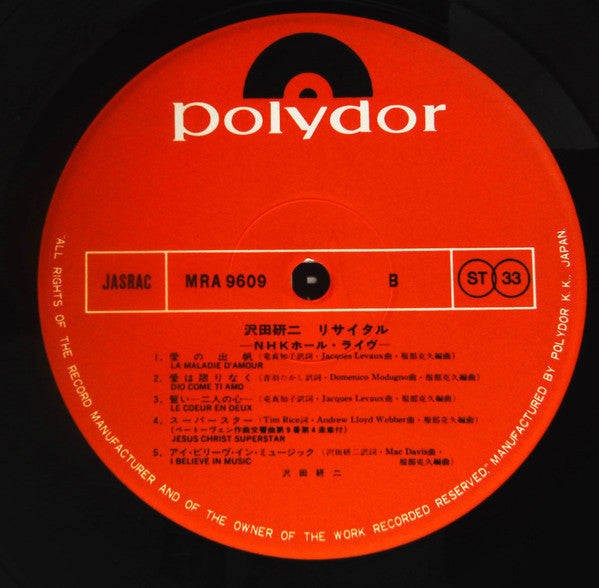 polydor
JASRAC
MRA 9609
B
ST 33
沢田研二 リサイタル
—NHKホール・ライヴ—
1. 愛の出帆 (竜真知子訳詞・Jacques Levaux曲・服部克久編曲)
LA MALADIE D'AMOUR
2. 愛は限りなく (音羽たかし訳詞・Domenico Modugno曲・服部克久編曲)
DIO COME TI AMO
3. 誓い—二人の心— (竜真知子訳詞・Jacques Levaux曲・服部克久編曲)
LE COEUR EN DEUX
4. スーパースター (Tim Rice詞・Andrew Lloyd Webber曲・服部克久編曲)
(ベートーヴェン作曲交響曲第9番第4楽章付)
JESUS CHRIST SUPERSTAR
5. アイ・ビリーヴ・イン・ミュージック (沢田研二訳詞・Mac Davis曲・服部克久編曲)
I BELIEVE IN MUSIC
沢田研二
"ALL RIGHTS OF THE RECORD MANUFACTURER AND OF THE OWNER OF THE WORK RECORDED RESERVED." MANUFACTURED BY POLYDOR K.K., JAPAN